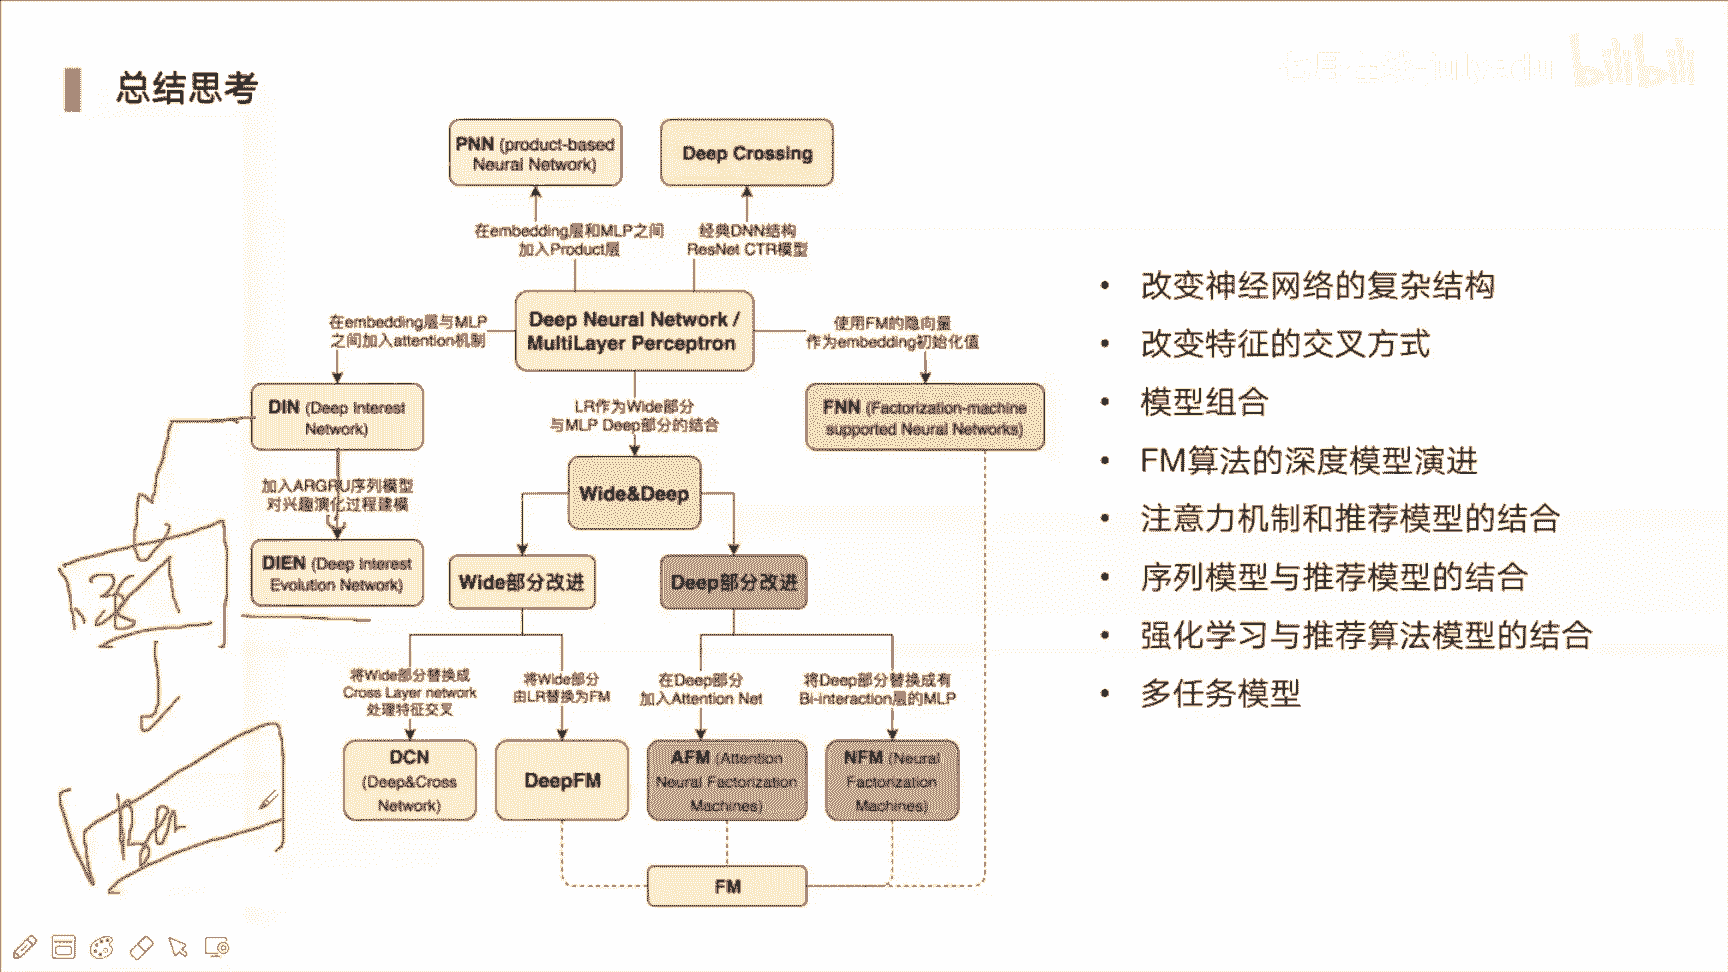 总结思考
bilibili
PNN (product-based
Neural Network)
Deep Crossing
在embedding层和MLP之间
加入Product层
经典DNN结构
ResNet CTR模型
Deep Neural Network /
MultiLayer Perceptron
在embedding层与MLP
之间加入attention机制
使用FM的隐向量
作为embedding初始化值
DIN (Deep Interest
Network)
LR作为Wide部分
与MLP Deep部分的结合
FNN (Factorization-machine
supported Neural Networks)
加入ARGRU序列模型
对兴趣演化过程建模
Wide&Deep
DIEN (Deep Interest
Evolution Network)
Wide部分改进
Deep部分改进
将Wide部分替换成
Cross Layer network
处理特征交叉
将Wide部分
由LR替换为FM
在Deep部分
加入Attention Net
将Deep部分替换成有
Bi-interaction层的MLP
DCN
(Deep&Cross
Network)
DeepFM
AFM (Attention
Neural Factorization
Machines)
NFM (Neural
Factorization
Machines)
FM
• 改变神经网络的复杂结构
• 改变特征的交叉方式
• 模型组合
• FM算法的深度模型演进
• 注意力机制和推荐模型的结合
• 序列模型与推荐模型的结合
• 强化学习与推荐算法模型的结合
• 多任务模型